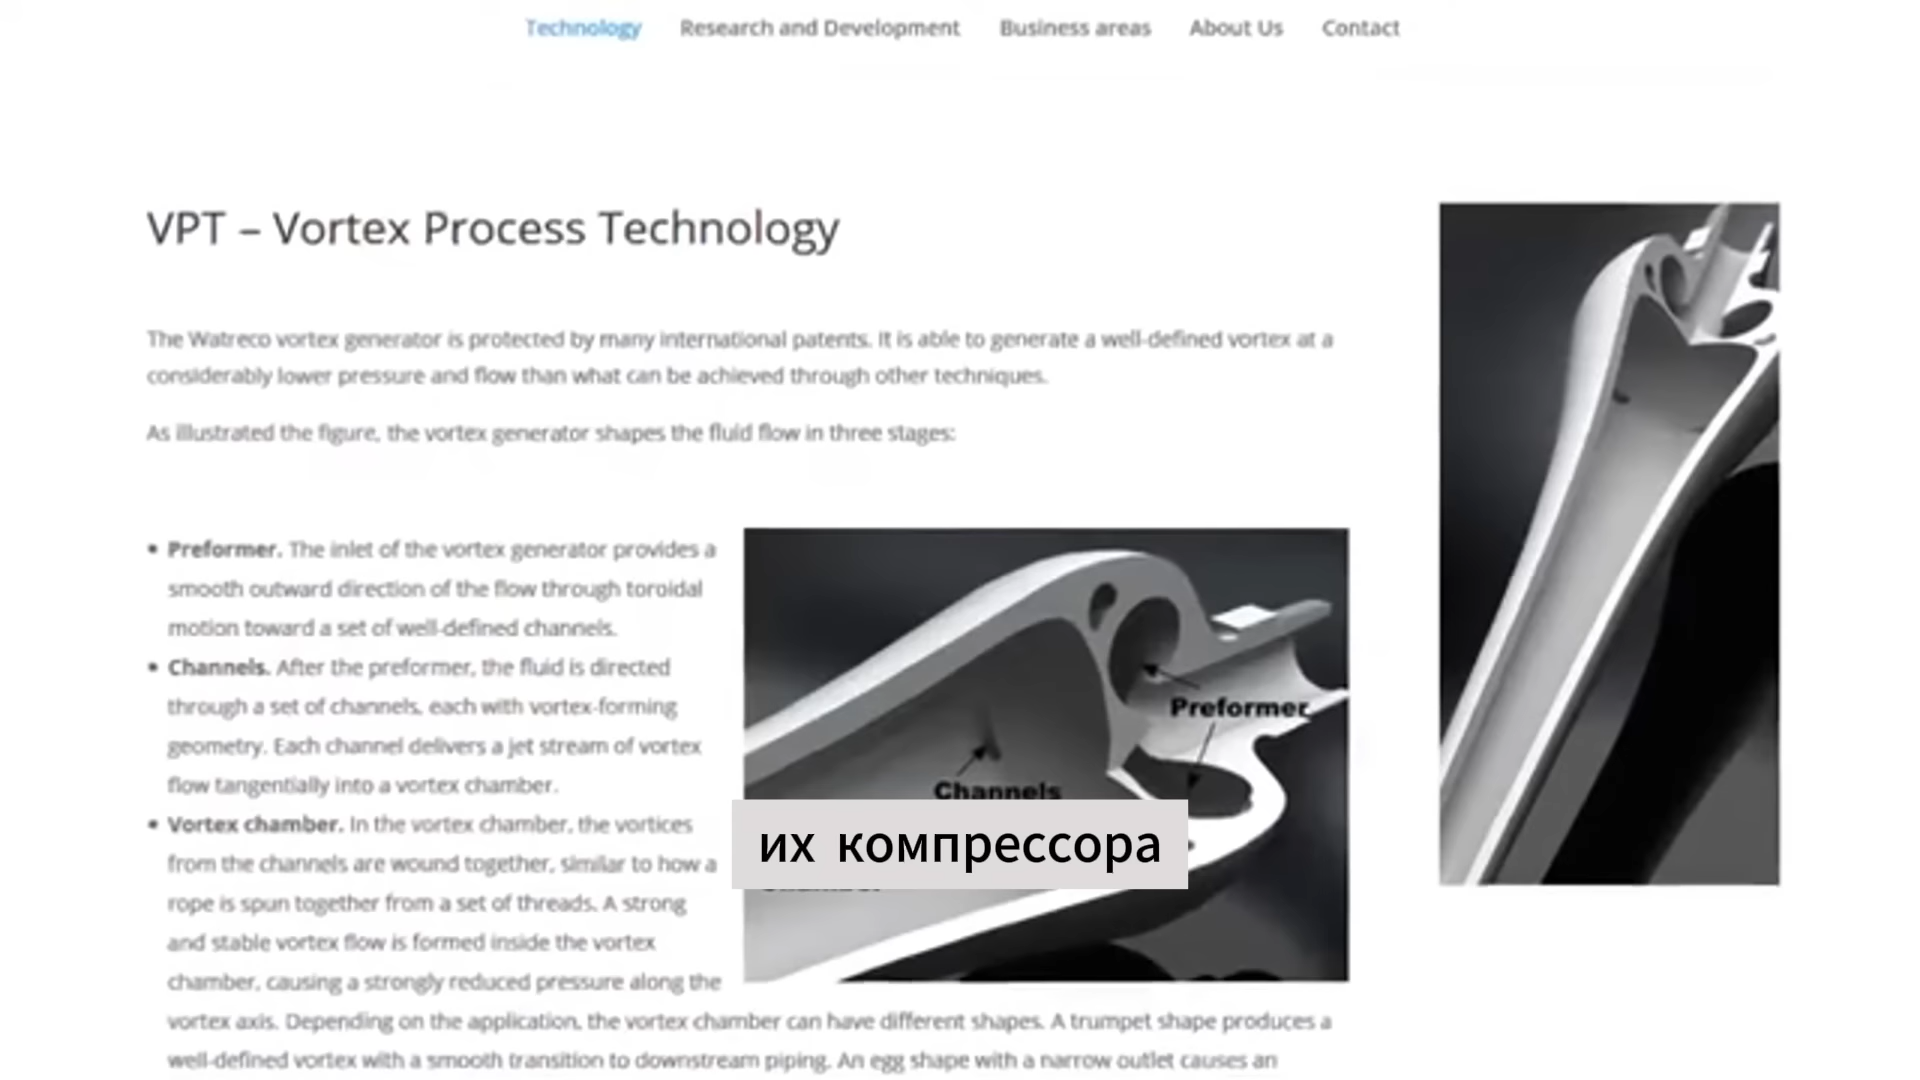 Technology Research and Development Business areas About Us Contact
VPT – Vortex Process Technology
The Watreco vortex generator is protected by many international patents. It is able to generate a well-defined vortex at a
considerably lower pressure and flow than what can be achieved through other techniques.
As illustrated the figure, the vortex generator shapes the fluid flow in three stages:
• Preformer. The inlet of the vortex generator provides a
smooth outward direction of the flow through toroidal
motion toward a set of well-defined channels.
• Channels. After the preformer, the fluid is directed
through a set of channels, each with vortex-forming
geometry. Each channel delivers a jet stream of vortex
flow tangentially into a vortex chamber.
• Vortex chamber. In the vortex chamber, the vortices
from the channels are wound together, similar to how a
rope is spun together from a set of threads. A strong
and stable vortex flow is formed inside the vortex
chamber, causing a strongly reduced pressure along the
vortex axis. Depending on the application, the vortex chamber can have different shapes. A trumpet shape produces a
well-defined vortex with a smooth transition to downstream piping. An egg shape with a narrow outlet causes an
Preformer
Channels
их компрессора